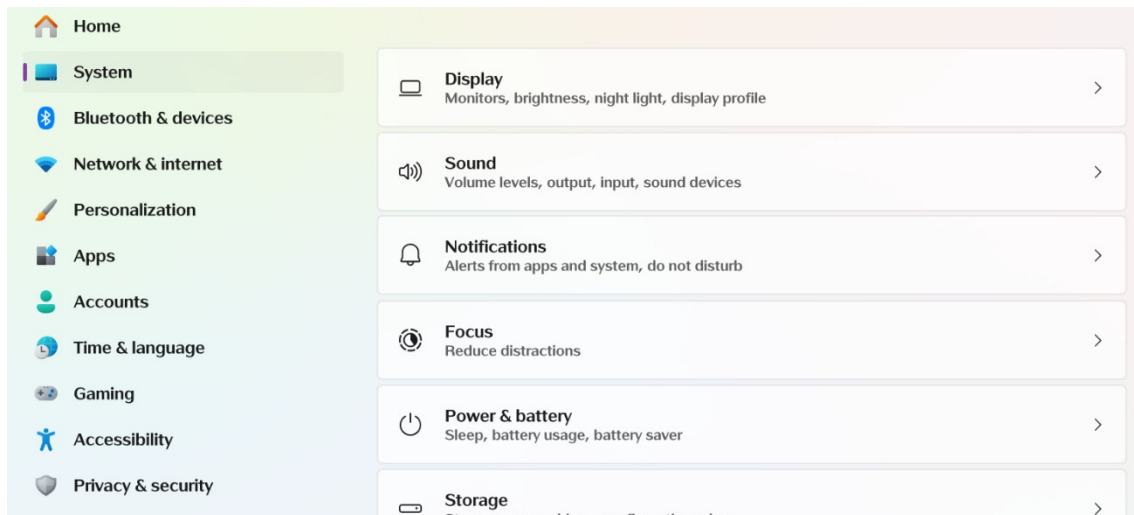 Home
System
Bluetooth & devices
Network & internet
Personalization
Apps
Accounts
Time & language
Gaming
Accessibility
Privacy & security
Display
Monitors, brightness, night light, display profile
Sound
Volume levels, output, input, sound devices
Notifications
Alerts from apps and system, do not disturb
Focus
Reduce distractions
Power & battery
Sleep, battery usage, battery saver
Storage